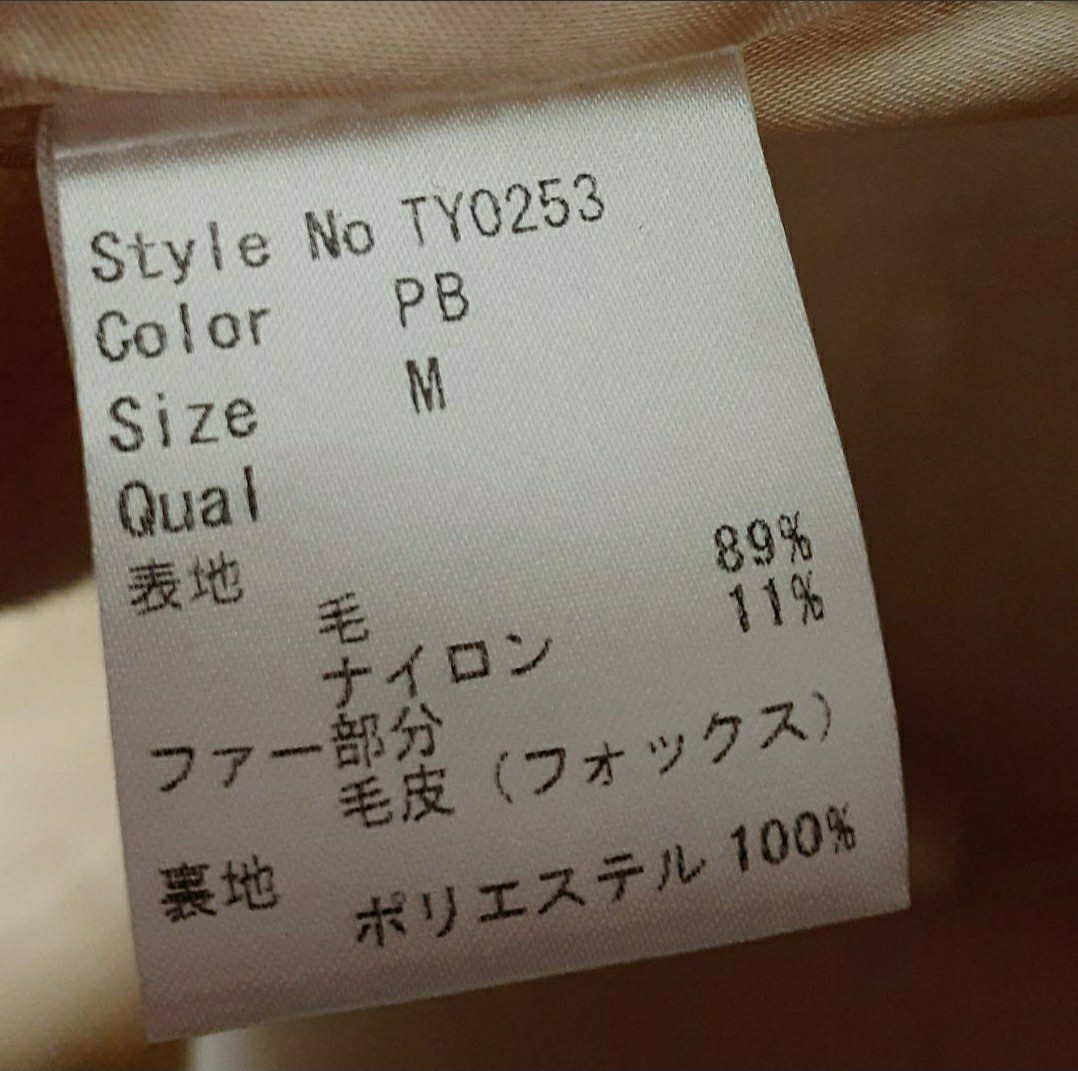 Style No TY0253
Color PB
Size M
Qual
表地
毛 89%
ナイロン 11%
ファー部分
毛皮 (フォックス)
裏地
ポリエステル 100%